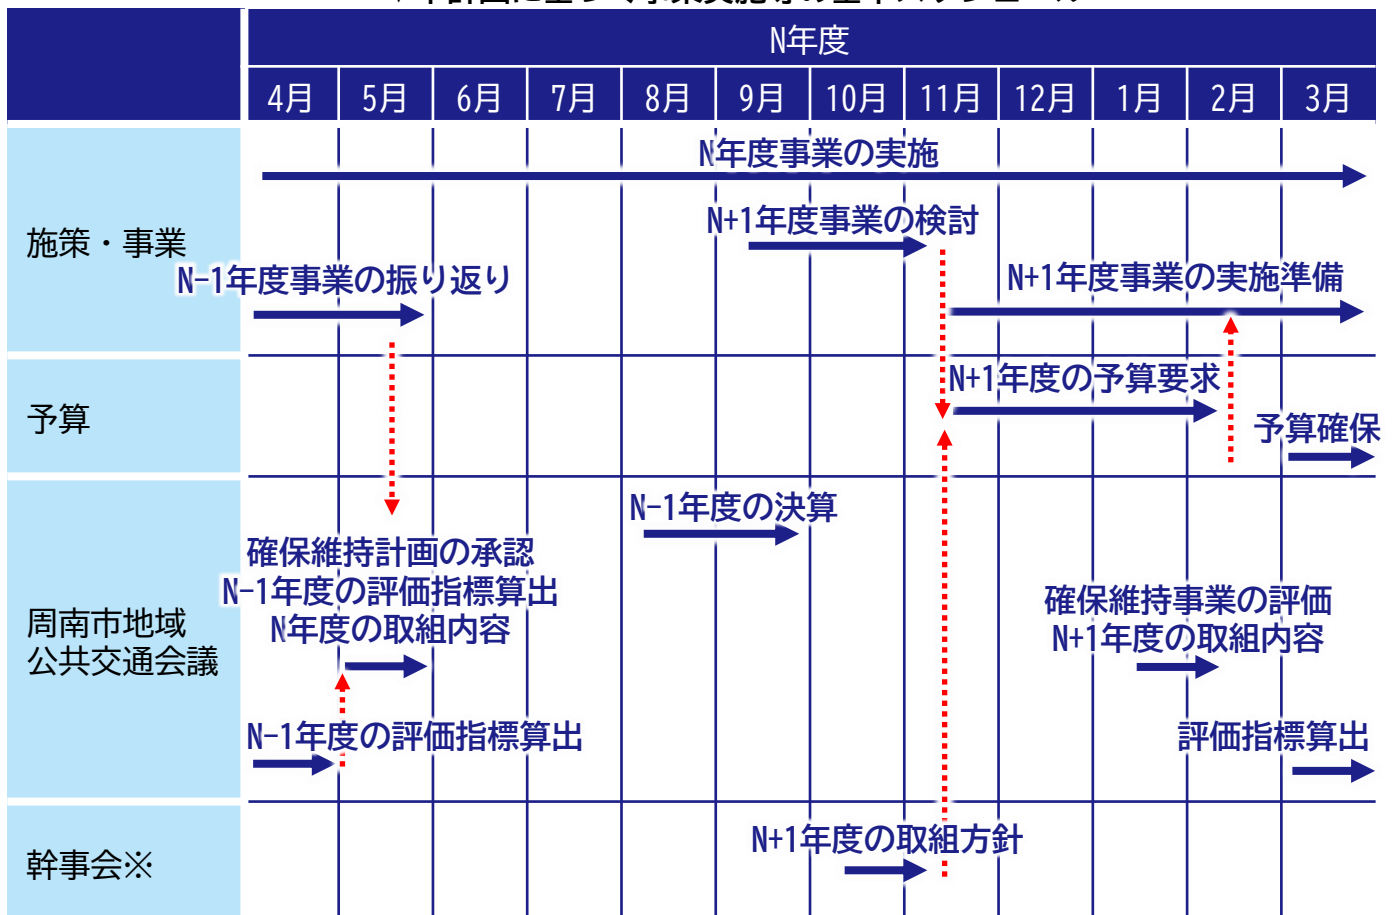 N年度
4月 5月 6月 7月 8月 9月 10月 11月 12月 1月 2月 3月
施策・事業
N年度事業の実施
N+1年度事業の検討
N-1年度事業の振り返り
N+1年度事業の実施準備
予算
N+1年度の予算要求
予算確保
周南市地域
公共交通会議
N-1年度の決算
確保維持計画の承認
N-1年度の評価指標算出
N年度の取組内容
確保維持事業の評価
N+1年度の取組内容
N-1年度の評価指標算出
評価指標算出
幹事会※
N+1年度の取組方針